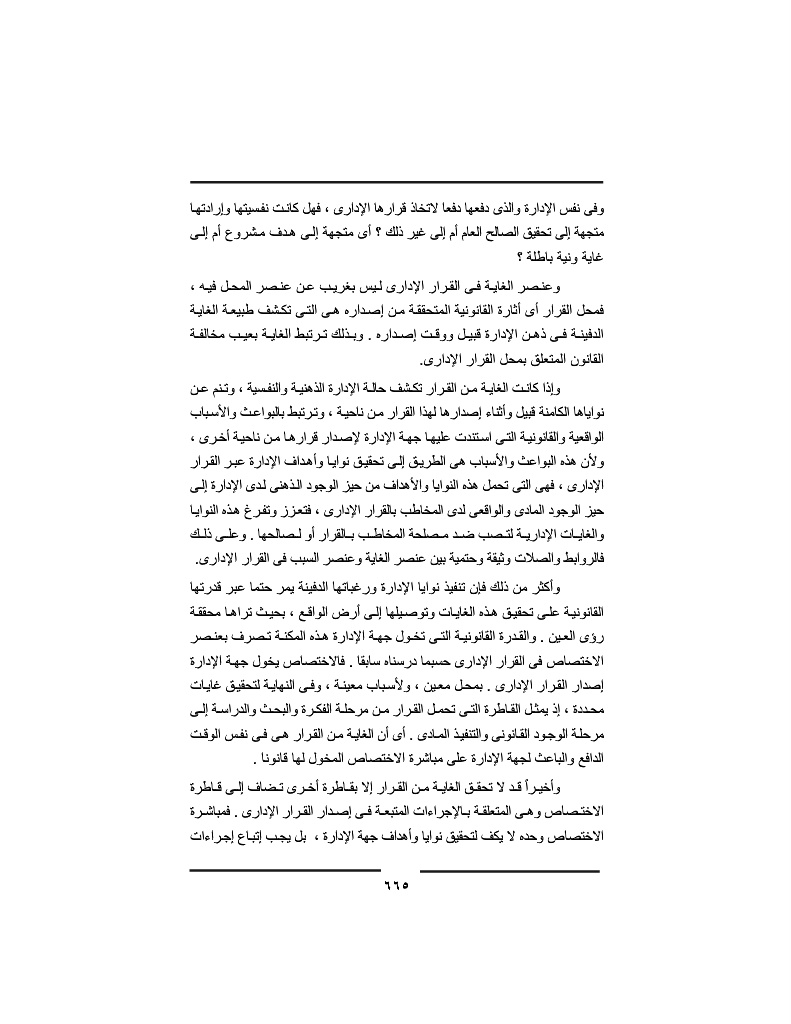 وفى نفس الإدارة والذى دفعها دفعا لاتخاذ قرارها الإدارى ، فهل كانت نفسيتها وإرادتها
متجهة إلى تحقيق الصالح العام أم إلى غير ذلك ؟ أى متجهة إلى هدف مشروع أم إلى
غاية ونية باطلة ؟
وعنصر الغاية فى القرار الإدارى ليس بغريب عن عنصر المحل فيه ،
فمحل القرار أى أثارة القانونية المتحققة من إصداره هى التى تكشف طبيعة الغاية
الدفينة فى ذهن الإدارة قبيل ووقت إصداره . وبذلك ترتبط الغاية بعيب مخالفة
القانون المتعلق بمحل القرار الإدارى.
وإذا كانت الغاية من القرار تكشف حالة الإدارة الذهنية والنفسية ، وتنم عن
نواياها الكامنة قبيل وأثناء إصدارها لهذا القرار من ناحية ، وترتبط بالبواعث والأسباب
الواقعية والقانونية التى استندت عليها جهة الإدارة لإصدار قرارها من ناحية أخرى ،
ولأن هذه البواعث والأسباب هى الطريق إلى تحقيق نوايا وأهداف الإدارة عبر القرار
الإدارى ، فهى التى تحمل هذه النوايا والأهداف من حيز الوجود الذهنى لدى الإدارة إلى
حيز الوجود المادى والواقعى لدى المخاطب بالقرار الإدارى ، فتعزز وتفرغ هذه النوايا
والغايات الإدارية لتصب ضد مصلحة المخاطب بالقرار أو لصالحها . وعلى ذلك
فالروابط والصلات وثيقة وحتمية بين عنصر الغاية وعنصر السبب فى القرار الإدارى.
وأكثر من ذلك فإن تنفيذ نوايا الإدارة ورغباتها الدفينة يمر حتما عبر قدرتها
القانونية على تحقيق هذه الغايات وتوصيلها إلى أرض الواقع ، بحيث تراها محققة
رؤى العين . والقدرة القانونية التى تخول جهة الإدارة هذه المكنة تصرف بعنصر
الاختصاص فى القرار الإدارى حسبما درسناه سابقا . فالاختصاص يخول جهة الإدارة
إصدار القرار الإدارى . بمحل معين ، ولأسباب معينة ، وفى النهاية لتحقيق غايات
محددة ، إذ يمثل القاطرة التى تحمل القرار من مرحلة الفكرة والبحث والدراسة إلى
مرحلة الوجود القانونى والتنفيذ المادى . أى أن الغاية من القرار هى فى نفس الوقت
الدافع والباعث لجهة الإدارة على مباشرة الاختصاص المخول لها قانونا .
وأخيراً قد لا تحقق الغاية من القرار إلا بقاطرة أخرى تضاف إلى قاطرة
الاختصاص وهى المتعلقة بالإجراءات المتبعة فى إصدار القرار الإدارى . فمباشرة
الاختصاص وحده لا يكف لتحقيق نوايا وأهداف جهة الإدارة ، بل يجب إتباع إجراءات
٦٦٥